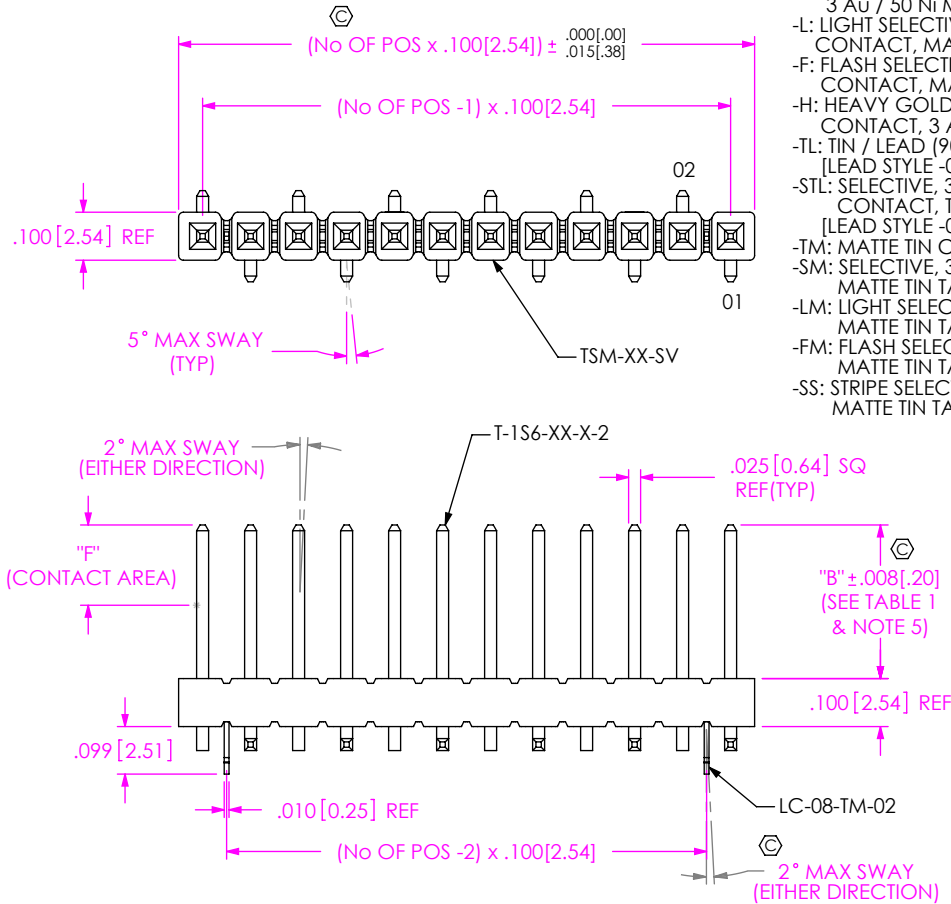 3 Au / 50 Ni
-L: LIGHT SELECTIV
CONTACT, MA
-F: FLASH SELECTI
CONTACT, MA
-H: HEAVY GOLD
CONTACT, 3 A
-TL: TIN / LEAD (90
[LEAD STYLE -0
-STL: SELECTIVE, 3
CONTACT, T
[LEAD STYLE -0
-TM: MATTE TIN C
-SM: SELECTIVE, 3
MATTE TIN TA
-LM: LIGHT SELEC
MATTE TIN TA
-FM: FLASH SELEC
MATTE TIN TA
-SS: STRIPE SELEC
MATTE TIN TA
C
(No OF POS x .100[2.54]) ± .000[.00]
.015[.38]
(No OF POS -1) x .100[2.54]
02
.100 [2.54] REF
01
5° MAX SWAY
(TYP)
TSM-XX-SV
2° MAX SWAY
(EITHER DIRECTION)
T-1S6-XX-X-2
.025 [0.64] SQ
REF(TYP)
"F"
(CONTACT AREA)
C
"B" ±.008[.20]
(SEE TABLE 1
& NOTE 5)
.100 [2.54] REF
.099 [2.51]
.010 [0.25] REF
LC-08-TM-02
(No OF POS -2) x .100[2.54]
C
2° MAX SWAY
(EITHER DIRECTION)